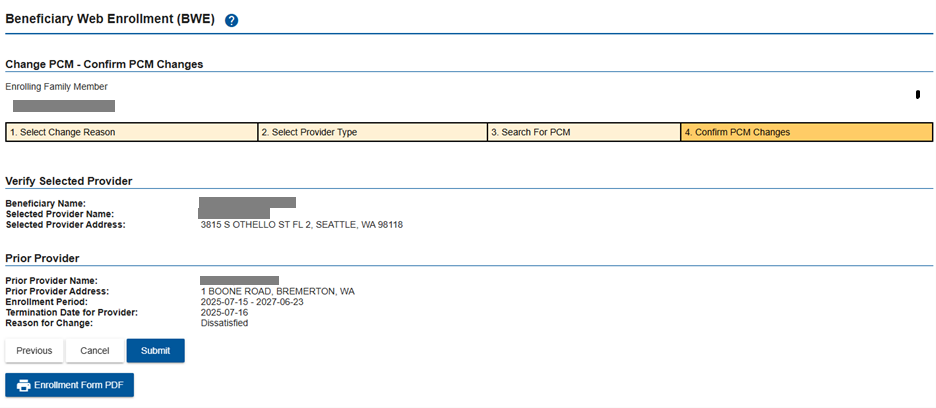 Beneficiary Web Enrollment (BWE) ?
Change PCM - Confirm PCM Changes
Enrolling Family Member
1. Select Change Reason 2. Select Provider Type 3. Search For PCM 4. Confirm PCM Changes
Verify Selected Provider
Beneficiary Name:
Selected Provider Name:
Selected Provider Address: 3815 S OTHELLO ST FL 2, SEATTLE, WA 98118
Prior Provider
Prior Provider Name:
Prior Provider Address: 1 BOONE ROAD, BREMERTON, WA
Enrollment Period: 2025-07-15 - 2027-06-23
Termination Date for Provider: 2025-07-16
Reason for Change: Dissatisfied
Previous Cancel Submit
Enrollment Form PDF